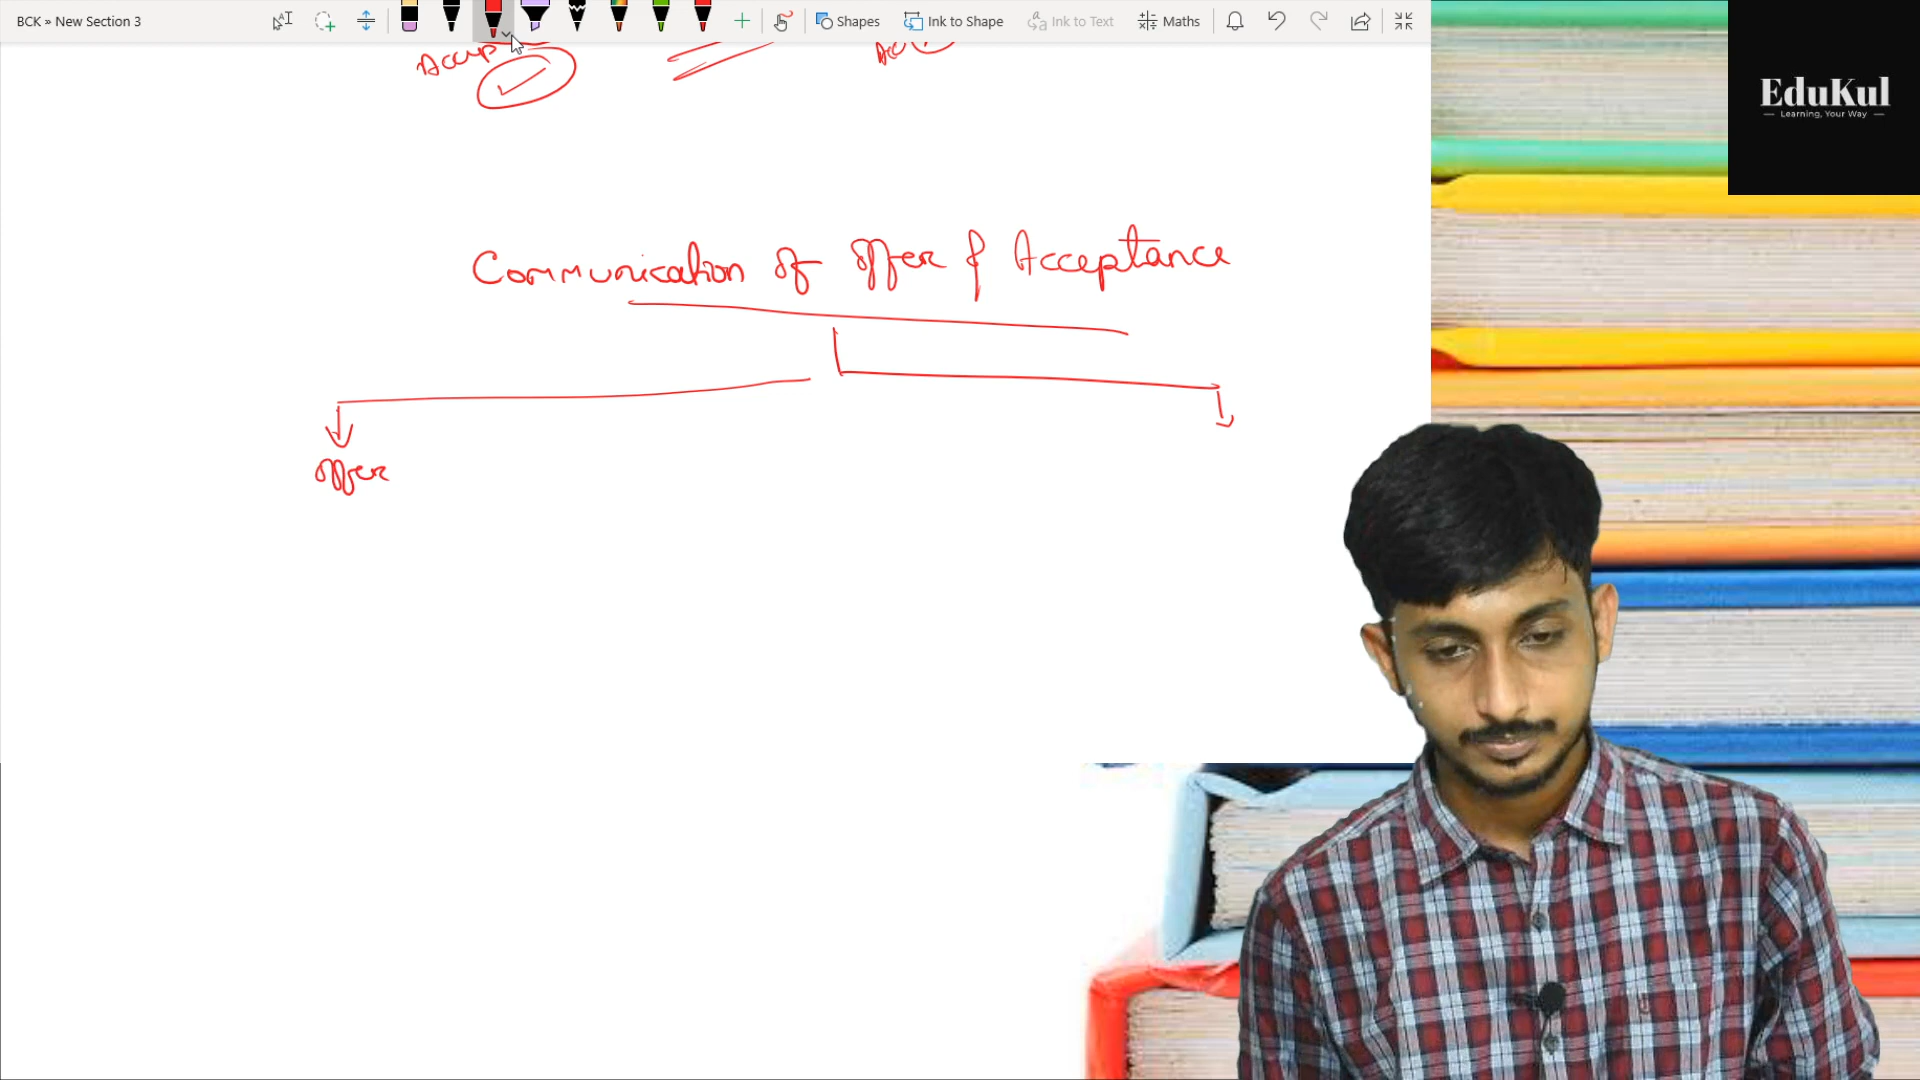 BCK » New Section 3
Shapes
Ink to Shape
Ink to Text
Maths
EduKul
— Learning, Your Way —
Communication of Offer & Acceptance
Offer